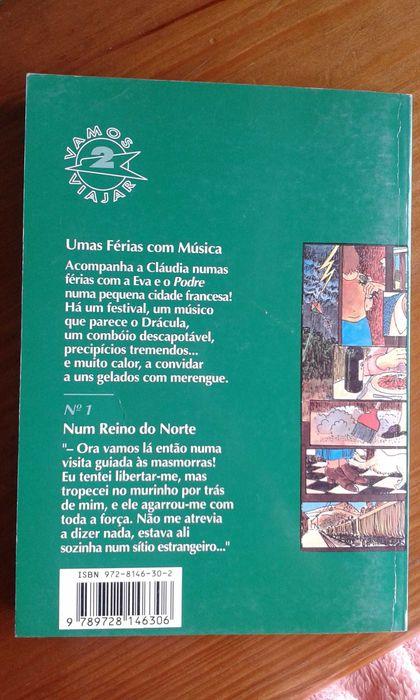 VAMOS
2
VIAJAR
Umas Férias com Música
Acompanha a Cláudia numas
férias com a Eva e o Podre
numa pequena cidade francesa!
Há um festival, um músico
que parece o Drácula,
um combóio descapotável,
precipícios tremendos...
e muito calor, a convidar
a uns gelados com merengue.
Nº 1
Num Reino do Norte
"– Ora vamos lá então numa
visita guiada às masmorras!
Eu tentei libertar-me, mas
tropecei no murinho por trás
de mim, e ele agarrou-me com
toda a força. Não me atrevia
a dizer nada, estava ali
sozinha num sítio estrangeiro..."
ISBN 972-8146-30-2
9 789728 146306